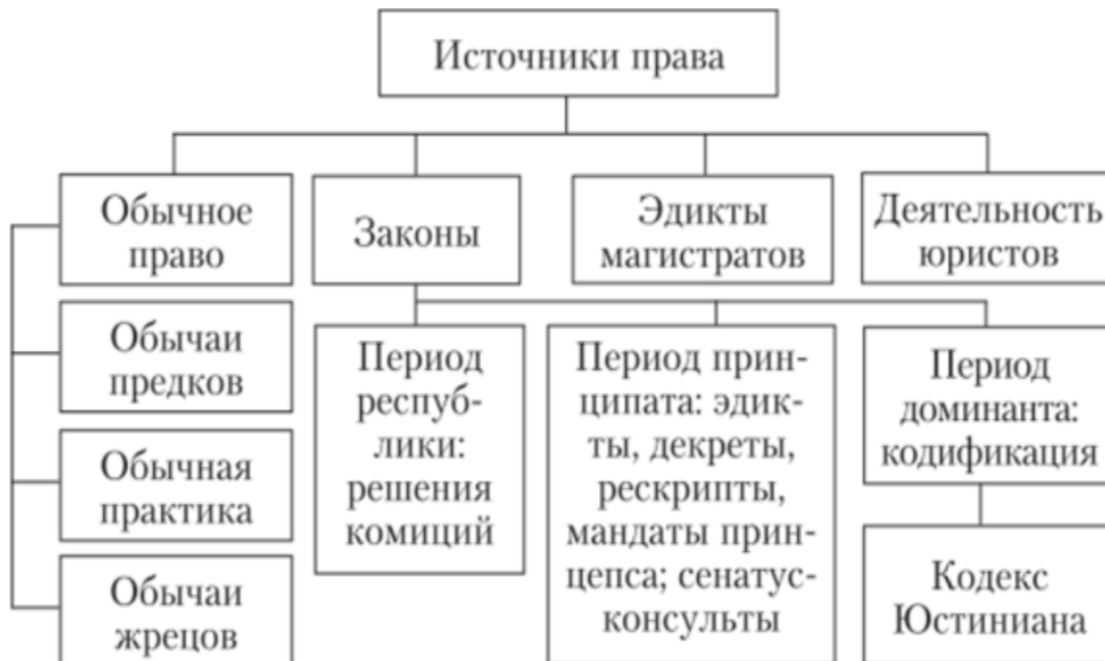 Источники права
Обычное
право
Законы
Эдикты
магистратов
Деятельность
юристов
Обычаи
предков
Обычная
практика
Обычаи
жрецов
Период
респуб-
лики:
решения
комиций
Период прин-
ципата: эдик-
ты, декреты,
рескрипты,
мандаты прин-
цепса; сенатус-
консульты
Период
доминанта:
кодификация
Кодекс
Юстиниана